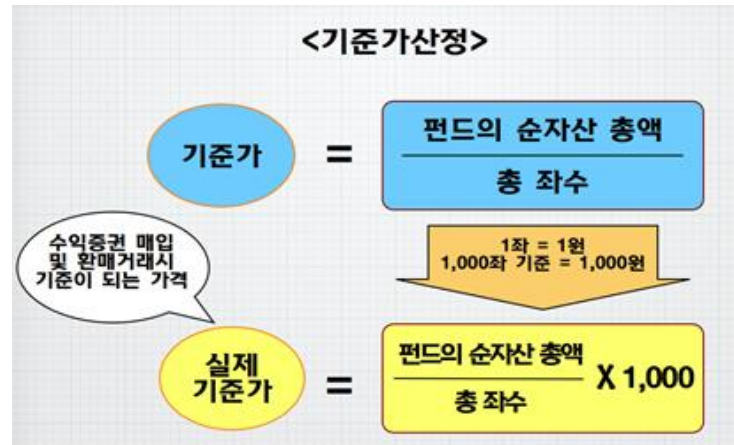 <기준가산정>
기준가
=
펀드의 순자산 총액
총 좌수
수익증권 매입
및 환매거래시
기준이 되는 가격
1좌 = 1원
1,000좌 기준 = 1,000원
실제
기준가
=
펀드의 순자산 총액
총 좌수
X 1,000